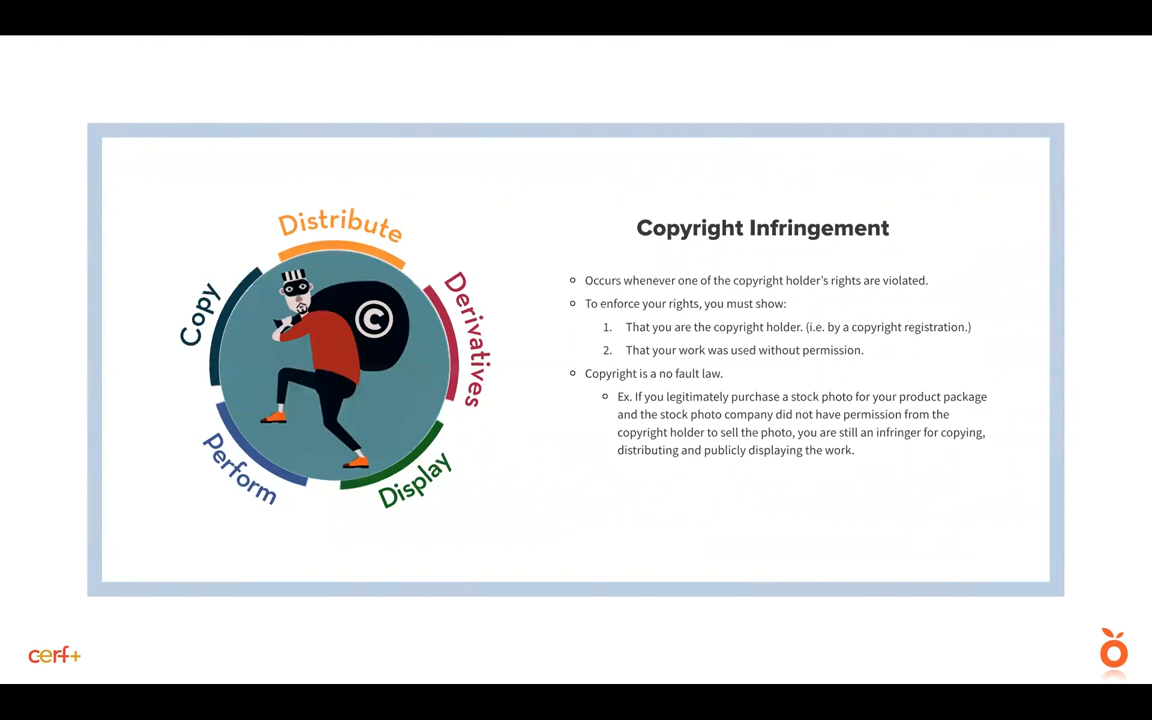 Distribute
Copy
Derivatives
©
Perform
Display
Copyright Infringement
Occurs whenever one of the copyright holder's rights are violated.
To enforce your rights, you must show:
1. That you are the copyright holder. (i.e. by a copyright registration.)
2. That your work was used without permission.
Copyright is a no fault law.
Ex. If you legitimately purchase a stock photo for your product package
and the stock photo company did not have permission from the
copyright holder to sell the photo, you are still an infringer for copying,
distributing and publicly displaying the work.
cerf+